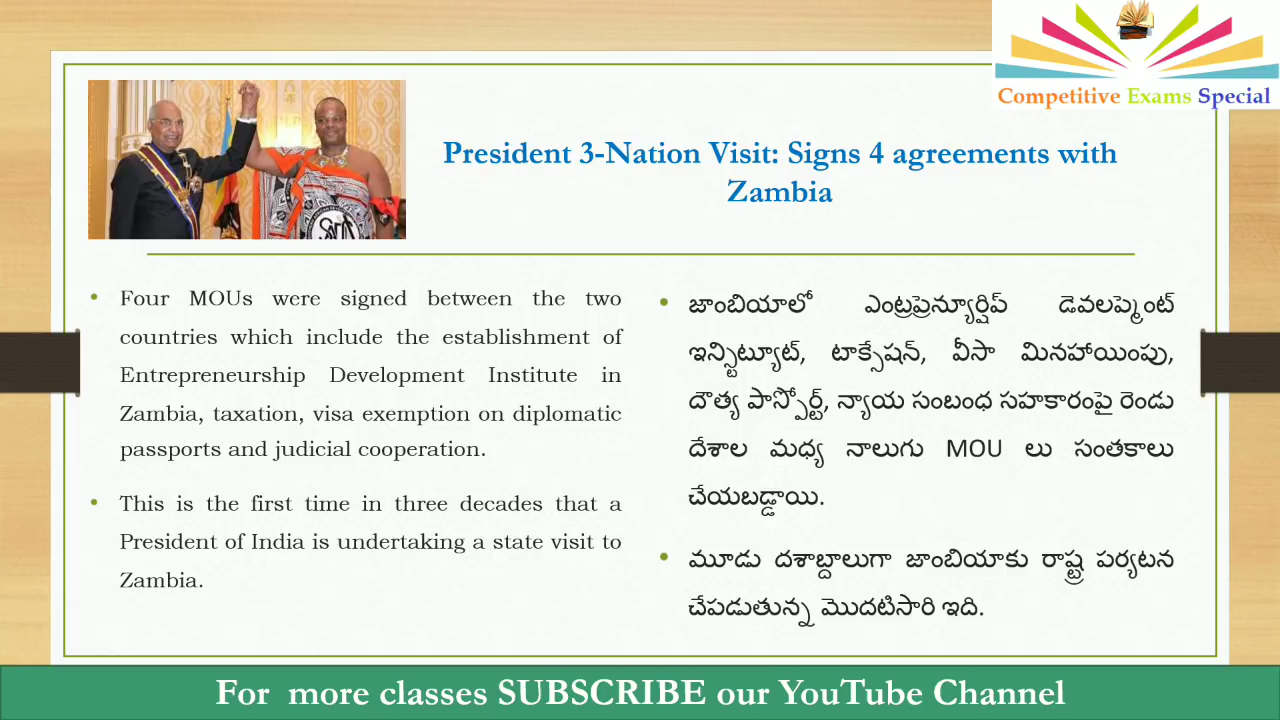 Competitive Exams Special
President 3-Nation Visit: Signs 4 agreements with
Zambia
• Four MOUs were signed between the two
countries which include the establishment of
Entrepreneurship Development Institute in
Zambia, taxation, visa exemption on diplomatic
passports and judicial cooperation.
• This is the first time in three decades that a
President of India is undertaking a state visit to
Zambia.
• జాంబియాలో ఎంట్రప్రెన్యూర్షిప్ డెవలప్మెంట్
ఇన్స్టిట్యూట్, టాక్సేషన్, వీసా మినహాయింపు,
దౌత్య పాస్పోర్ట్, న్యాయ సంబంధ సహకారంపై రెండు
దేశాల మధ్య నాలుగు MOU లు సంతకాలు
చేయబడ్డాయి.
• మూడు దశాబ్దాలుగా జాంబియాకు రాష్ట్ర పర్యటన
చేపడుతున్న మొదటిసారి ఇది.
For more classes SUBSCRIBE our YouTube Channel